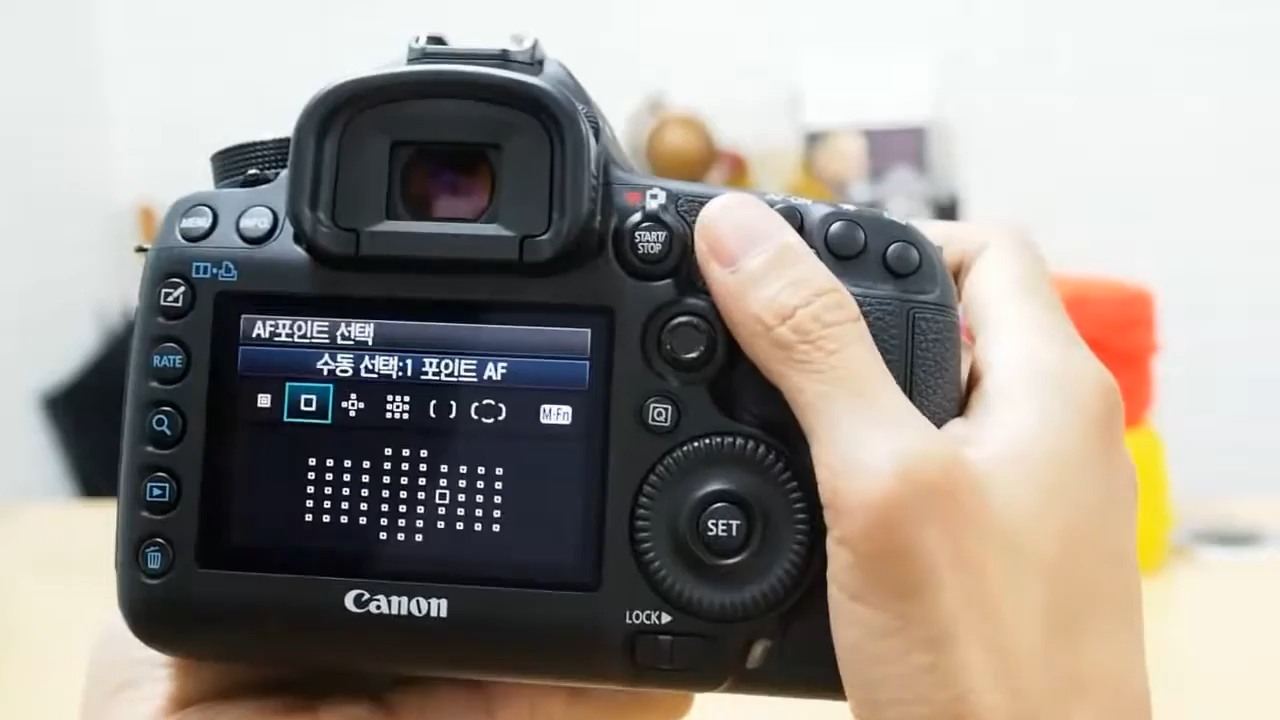 MENU
INFO
START/
STOP
RATE
AF포인트 선택
수동 선택:1 포인트 AF
M-Fn
Q
SET
Canon
LOCK▶